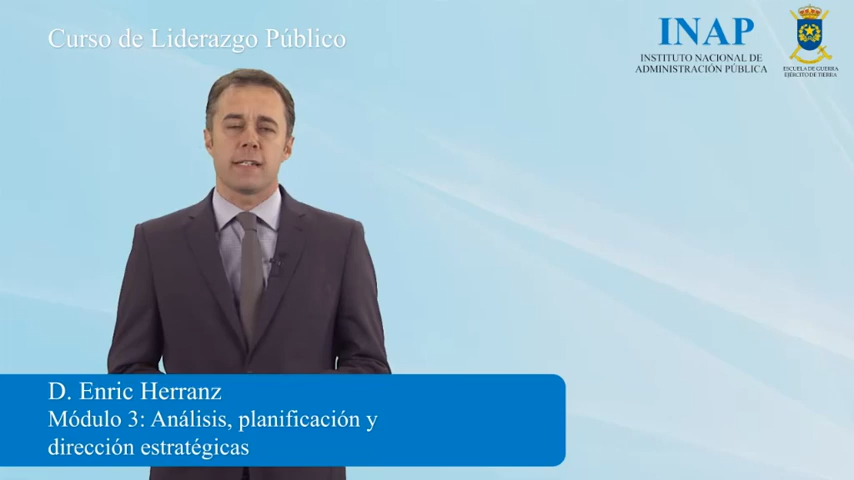 Curso de Liderazgo Público
INAP
INSTITUTO NACIONAL DE
ADMINISTRACIÓN PÚBLICA
ESCUELA DE GUERRA
EJÉRCITO DE TIERRA
D. Enric Herranz
Módulo 3: Análisis, planificación y
dirección estratégicas